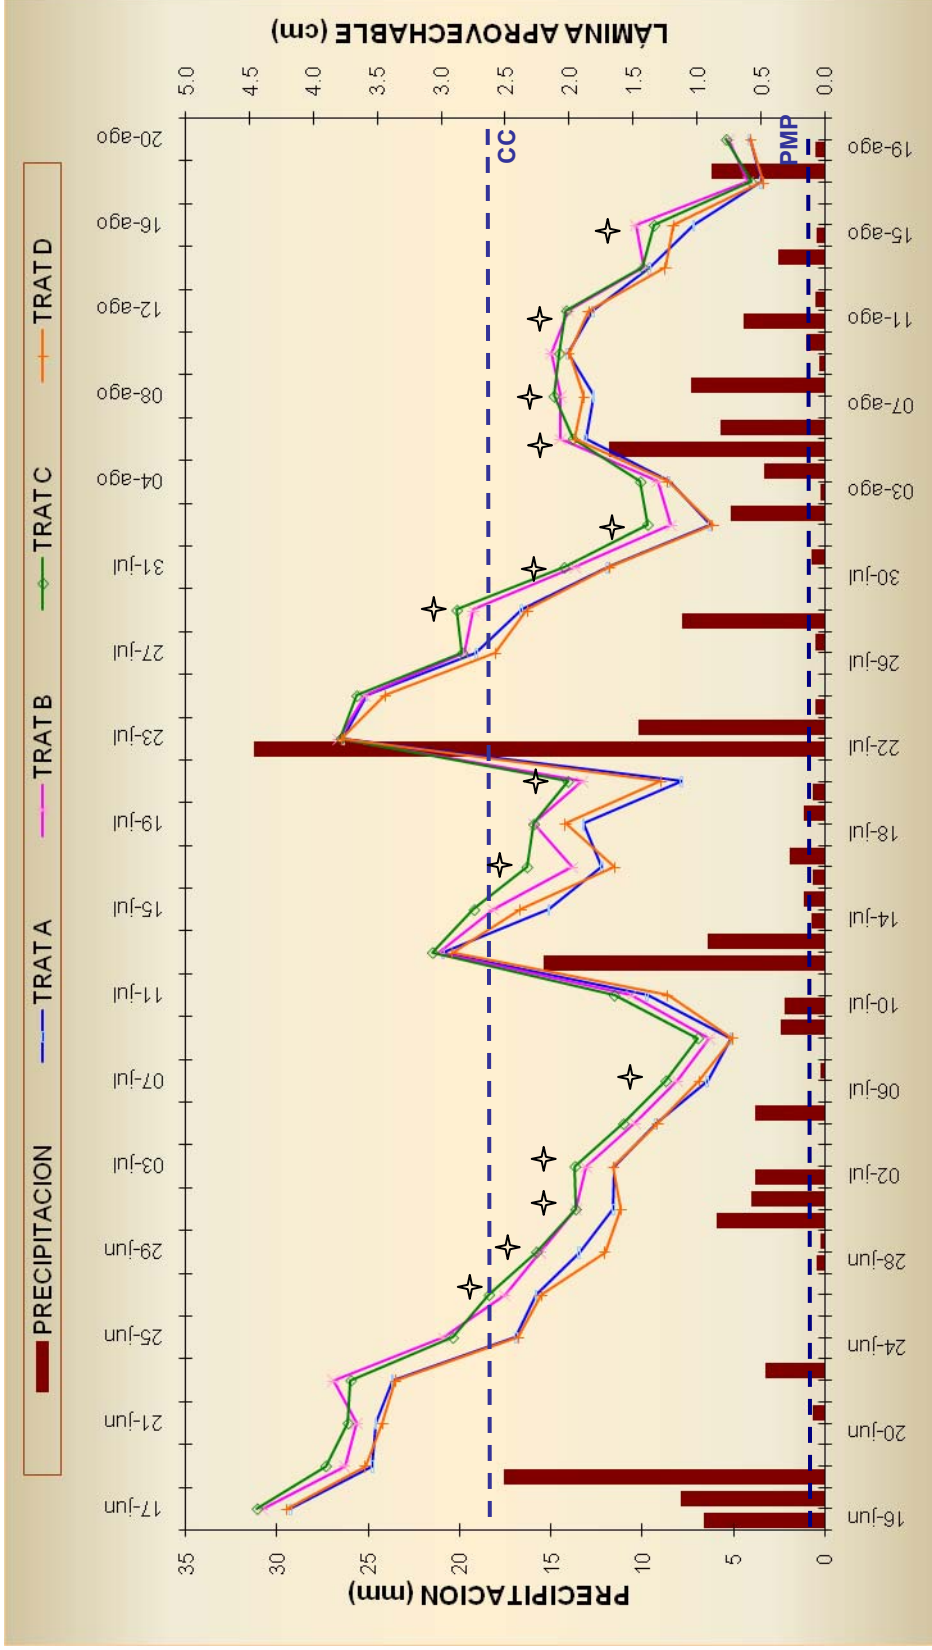 PRECIPITACION TRAT A TRAT B TRAT C TRAT D
17-jun 21-jun 25-jun 29-jun 03-jul 07-jul 11-jul 15-jul 19-jul 23-jul 27-jul 31-jul 04-ago 08-ago 12-ago 16-ago 20-ago
PRECIPITACION (mm)
35
30
25
20
15
10
5
0
CC
PMP
5.0
4.5
4.0
3.5
3.0
2.5
2.0
1.5
1.0
0.5
0.0
LÁMINA APROVECHABLE (cm)
16-jun 20-jun 24-jun 28-jun 02-jul 06-jul 10-jul 14-jul 18-jul 22-jul 26-jul 30-jul 03-ago 07-ago 11-ago 15-ago 19-ago